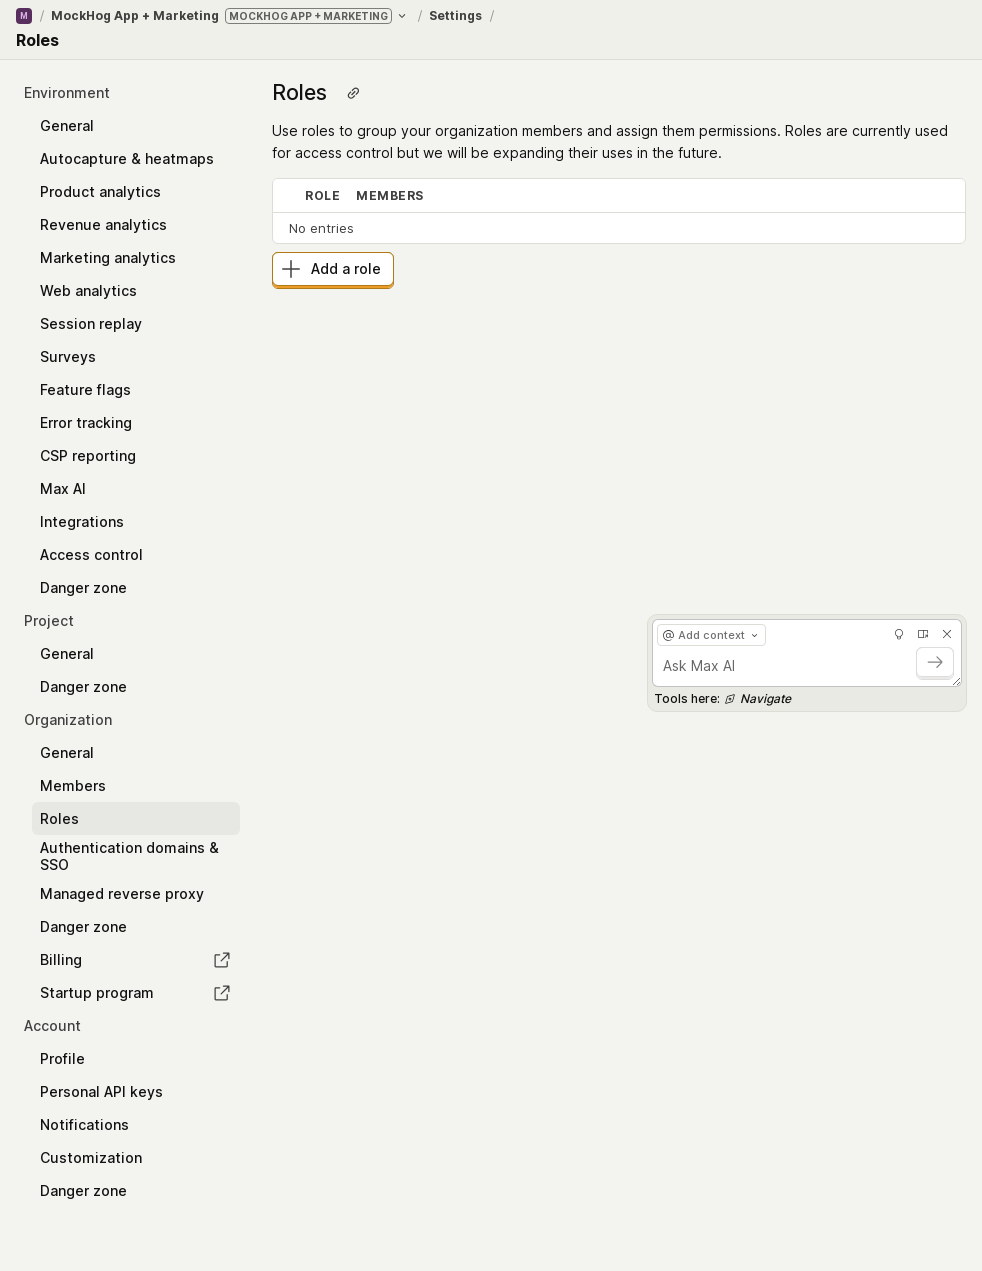 M / MockHog App + Marketing MOCKHOG APP + MARKETING / Settings /
Roles
Environment
General
Autocapture & heatmaps
Product analytics
Revenue analytics
Marketing analytics
Web analytics
Session replay
Surveys
Feature flags
Error tracking
CSP reporting
Max AI
Integrations
Access control
Danger zone
Project
General
Danger zone
Organization
General
Members
Roles
Authentication domains &
SSO
Managed reverse proxy
Danger zone
Billing
Startup program
Account
Profile
Personal API keys
Notifications
Customization
Danger zone
Roles
Use roles to group your organization members and assign them permissions. Roles are currently used
for access control but we will be expanding their uses in the future.
ROLE MEMBERS
No entries
Add a role
@ Add context
Ask Max AI
Tools here: Navigate